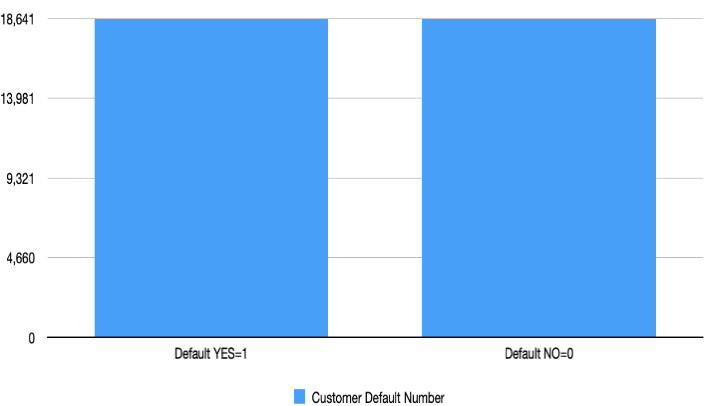 18,641
13,981
9,321
4,660
0
Default YES=1
Default NO=0
Customer Default Number